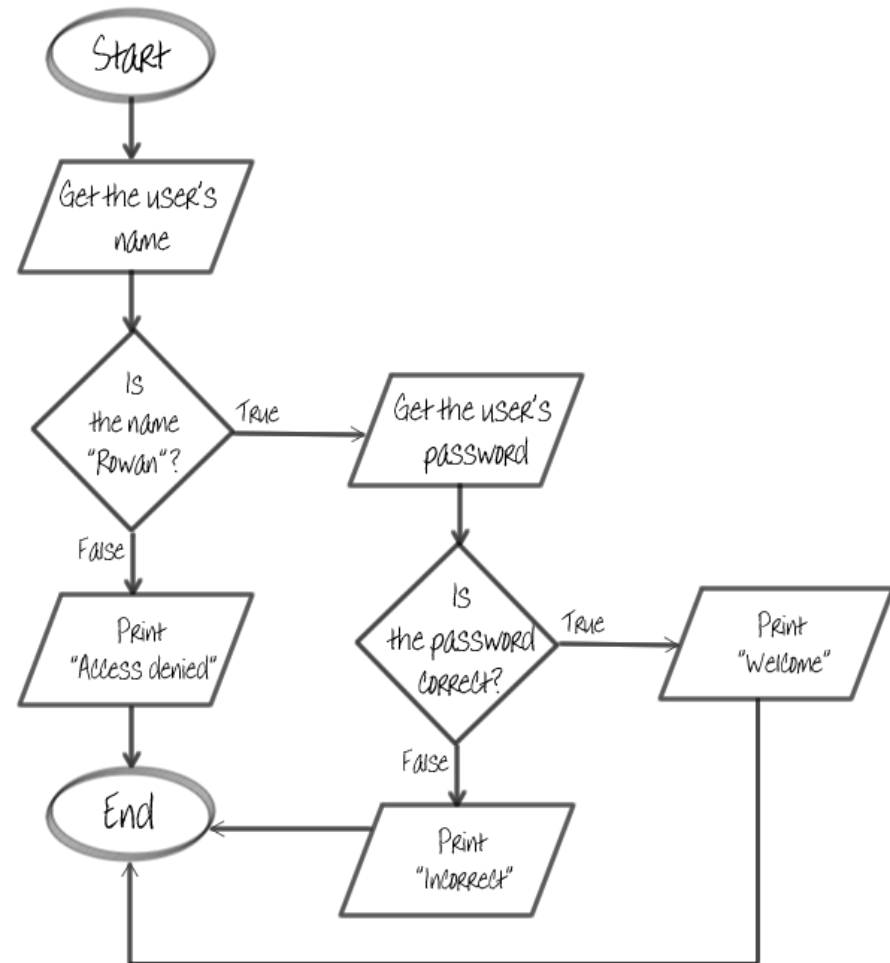 Start
Get the user's
name
Is
the name
"Rowan"?
True
Get the user's
password
False
Print
"Access denied"
Is
the password
correct?
True
Print
"Welcome"
False
End
Print
"Incorrect"